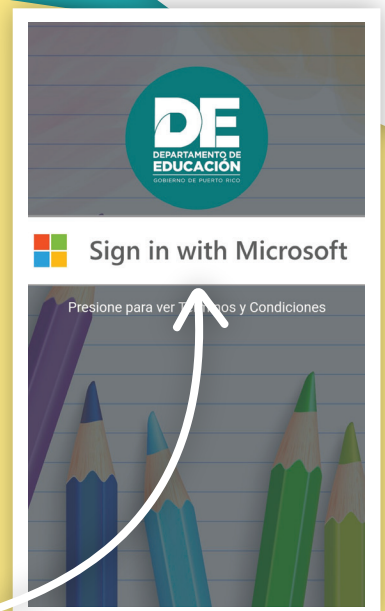 DE
DEPARTAMENTO DE
EDUCACIÓN
GOBIERNO DE PUERTO RICO
Sign in with Microsoft
Presione para ver Términos y Condiciones